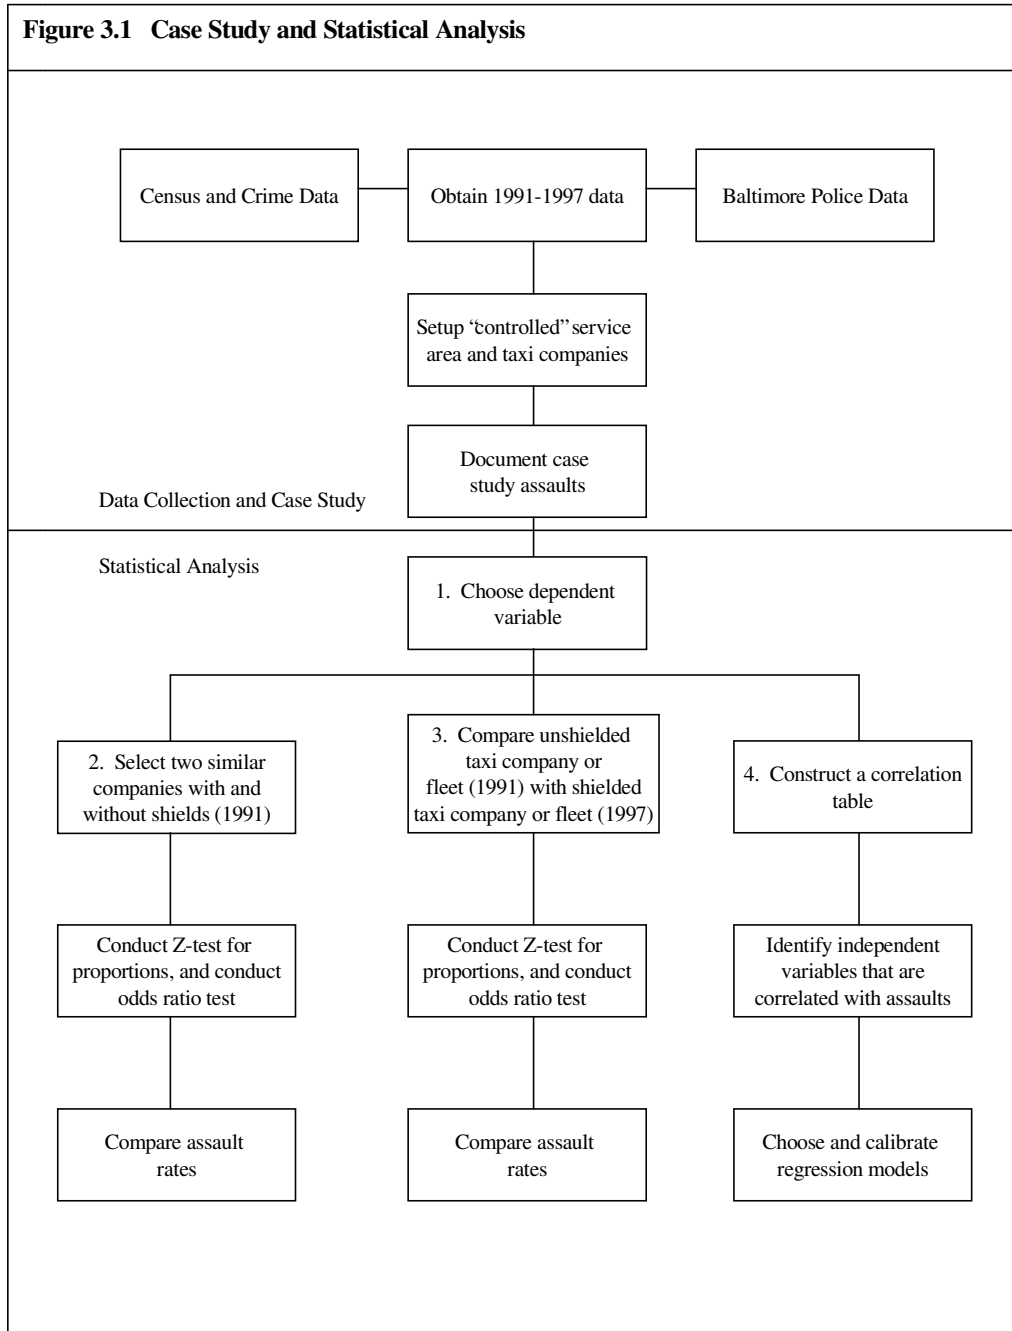 Figure 3.1 Case Study and Statistical Analysis
Census and Crime Data
Obtain 1991-1997 data
Baltimore Police Data
Setup “controlled” service
area and taxi companies
Document case
study assaults
Data Collection and Case Study
Statistical Analysis
1. Choose dependent
variable
2. Select two similar
companies with and
without shields (1991)
3. Compare unshielded
taxi company or
fleet (1991) with shielded
taxi company or fleet (1997)
4. Construct a correlation
table
Conduct Z-test for
proportions, and conduct
odds ratio test
Conduct Z-test for
proportions, and conduct
odds ratio test
Identify independent
variables that are
correlated with assaults
Compare assault
rates
Compare assault
rates
Choose and calibrate
regression models